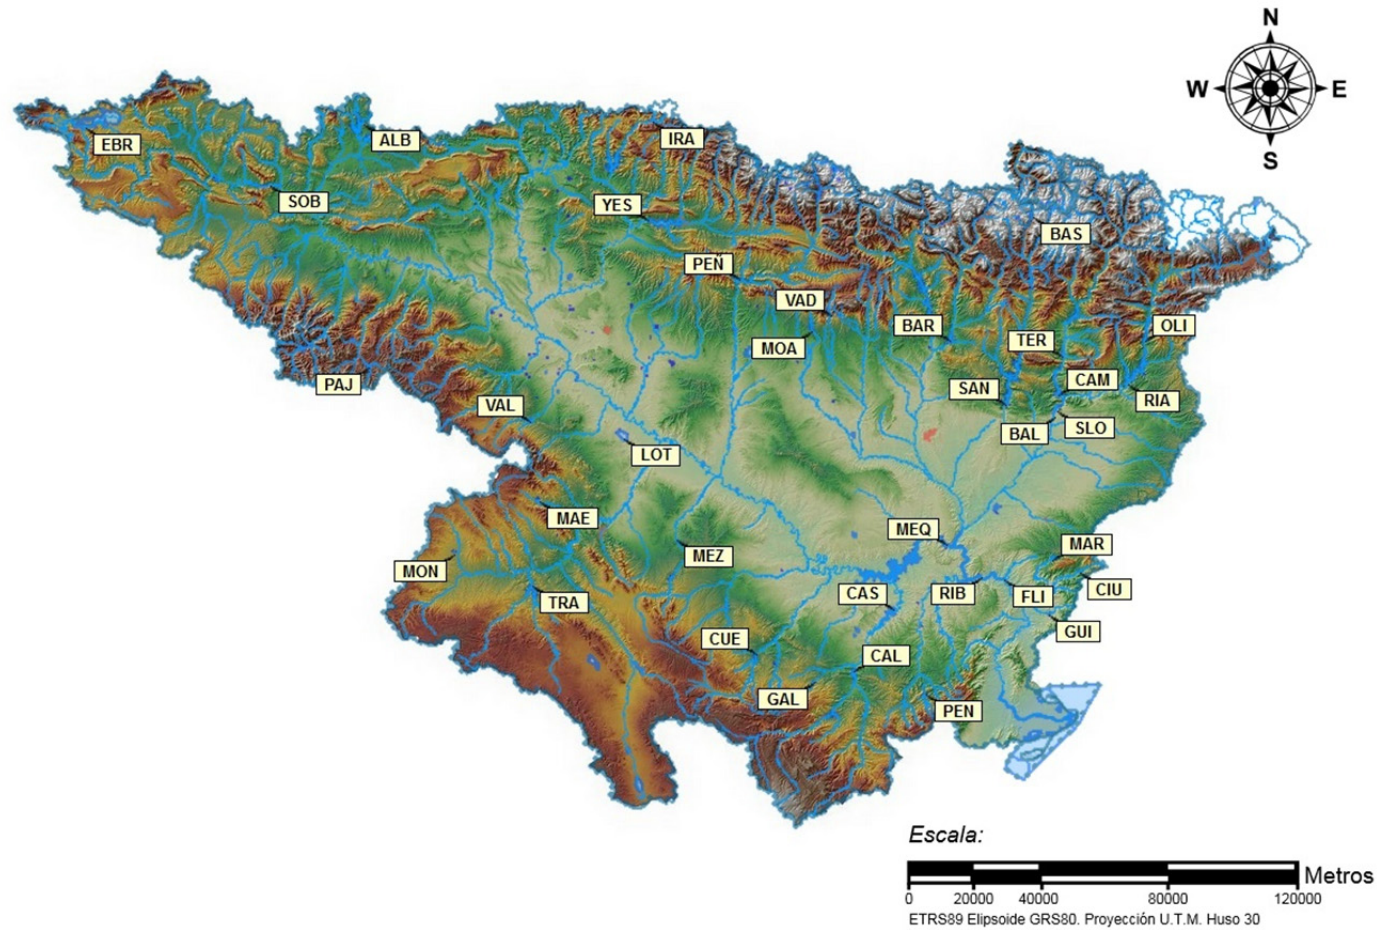 N
W E
S
EBR
ALB
IRA
SOB
YES
BAS
PEÑ
VAD
BAR
OLI
TER
MOA
PAJ
CAM
SAN
RIA
VAL
SLO
BAL
LOT
MAE
MEQ
MAR
MEZ
MON
CIU
CAS
RIB
FLI
TRA
GUI
CUE
CAL
GAL
PEN
Escala:
Metros
0 20000 40000 80000 120000
ETRS89 Elipsoide GRS80. Proyección U.T.M. Huso 30